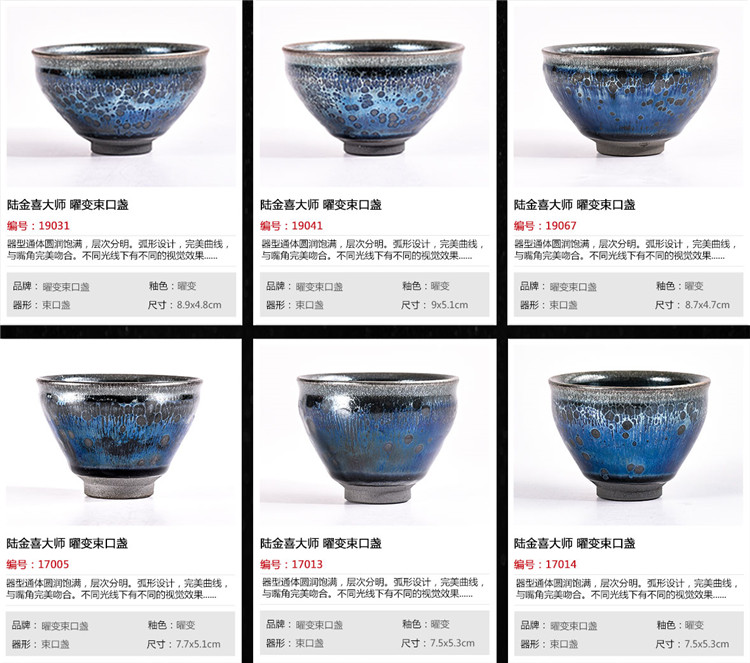 陆金喜大师 曜变束口盏
编号：19031
器型通体圆润饱满，层次分明。弧形设计，完美曲线，
与嘴角完美吻合。不同光线下有不同的视觉效果......
品牌： 曜变束口盏 釉色：曜变
器形： 束口盏 尺寸：8.9x4.8cm
陆金喜大师 曜变束口盏
编号：19041
器型通体圆润饱满，层次分明。弧形设计，完美曲线，
与嘴角完美吻合。不同光线下有不同的视觉效果......
品牌： 曜变束口盏 釉色：曜变
器形： 束口盏 尺寸： 9x5.1cm
陆金喜大师 曜变束口盏
编号：19067
器型通体圆润饱满，层次分明。弧形设计，完美曲线，
与嘴角完美吻合。不同光线下有不同的视觉效果......
品牌： 曜变束口盏 釉色：曜变
器形： 束口盏 尺寸： 8.7x4.7cm
陆金喜大师 曜变束口盏
编号：17005
器型通体圆润饱满，层次分明。弧形设计，完美曲线，
与嘴角完美吻合。不同光线下有不同的视觉效果......
品牌： 曜变束口盏 釉色：曜变
器形： 束口盏 尺寸：7.7x5.1cm
陆金喜大师 曜变束口盏
编号：17013
器型通体圆润饱满，层次分明。弧形设计，完美曲线，
与嘴角完美吻合。不同光线下有不同的视觉效果......
品牌： 曜变束口盏 釉色：曜变
器形： 束口盏 尺寸：7.5x5.3cm
陆金喜大师 曜变束口盏
编号：17014
器型通体圆润饱满，层次分明。弧形设计，完美曲线，
与嘴角完美吻合。不同光线下有不同的视觉效果......
品牌： 曜变束口盏 釉色：曜变
器形： 束口盏 尺寸：7.5x5.3cm